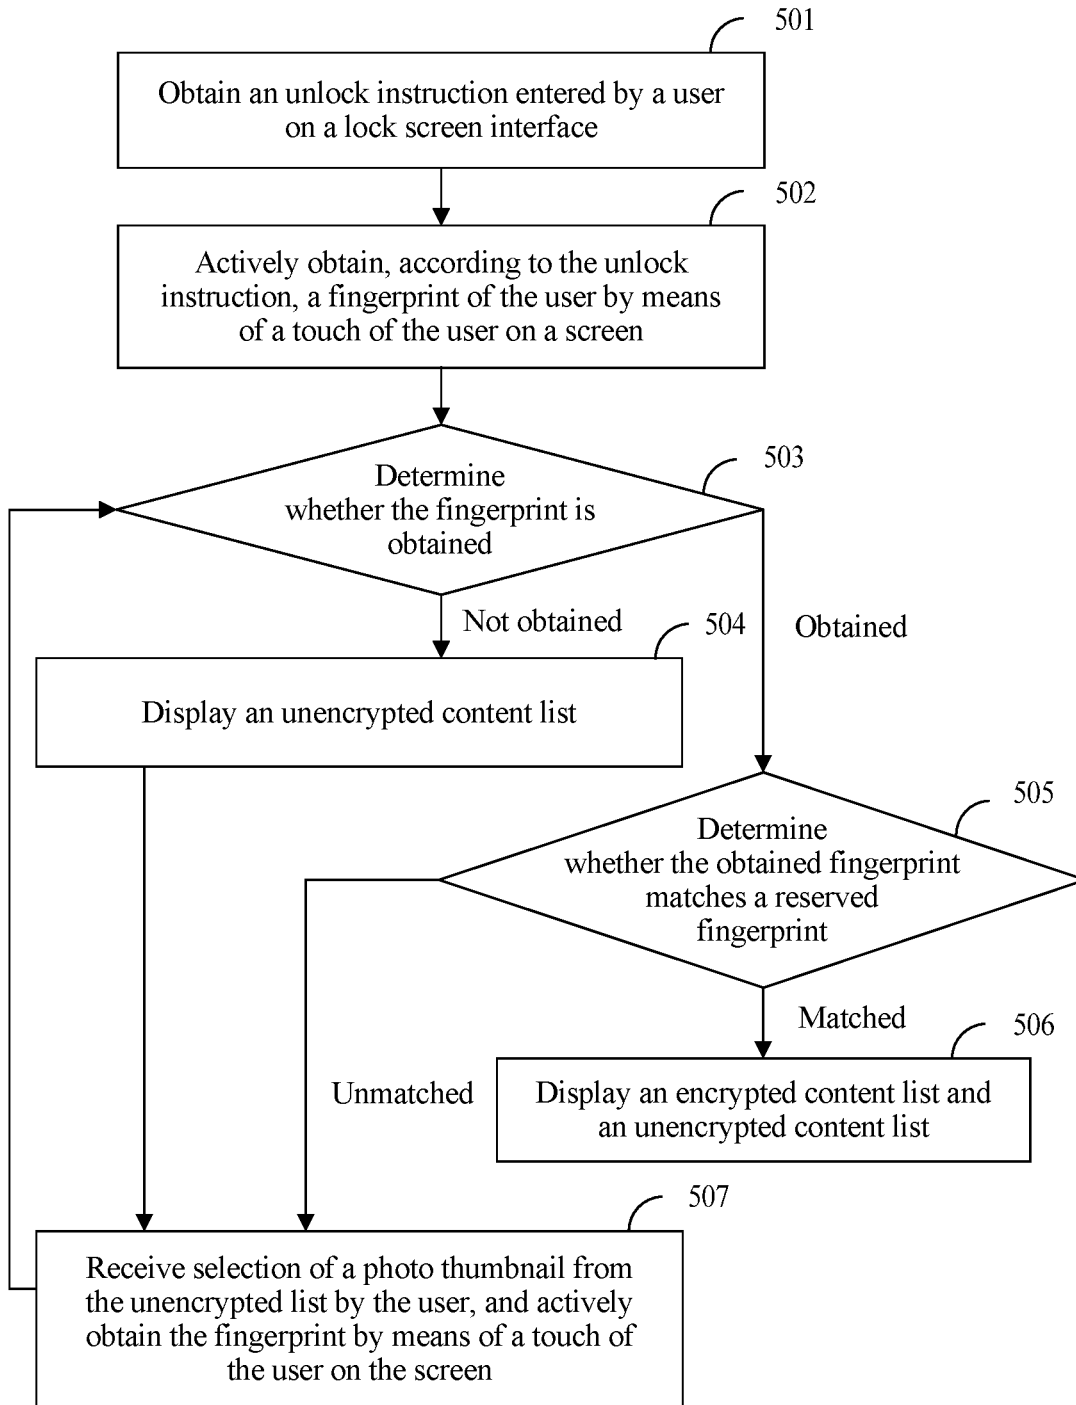 501
Obtain an unlock instruction entered by a user
on a lock screen interface
502
Actively obtain, according to the unlock
instruction, a fingerprint of the user by means
of a touch of the user on a screen
503
Determine
whether the fingerprint is
obtained
Not obtained
504
Obtained
Display an unencrypted content list
505
Determine
whether the obtained fingerprint
matches a reserved
fingerprint
Matched
506
Unmatched
Display an encrypted content list and
an unencrypted content list
507
Receive selection of a photo thumbnail from
the unencrypted list by the user, and actively
obtain the fingerprint by means of a touch of
the user on the screen